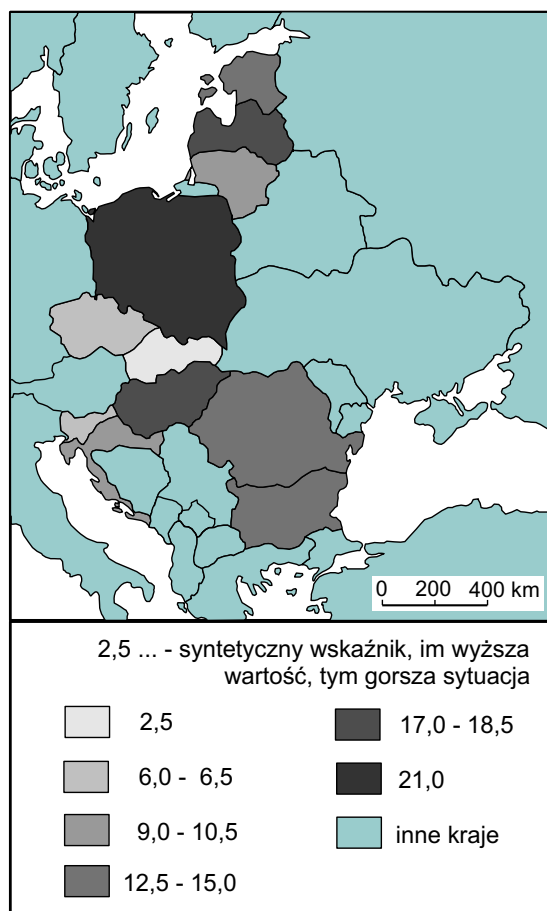 0 200 400 km
2,5 ... - syntetyczny wskaźnik, im wyższa
wartość, tym gorsza sytuacja
2,5
6,0 - 6,5
9,0 - 10,5
12,5 - 15,0
17,0 - 18,5
21,0
inne kraje